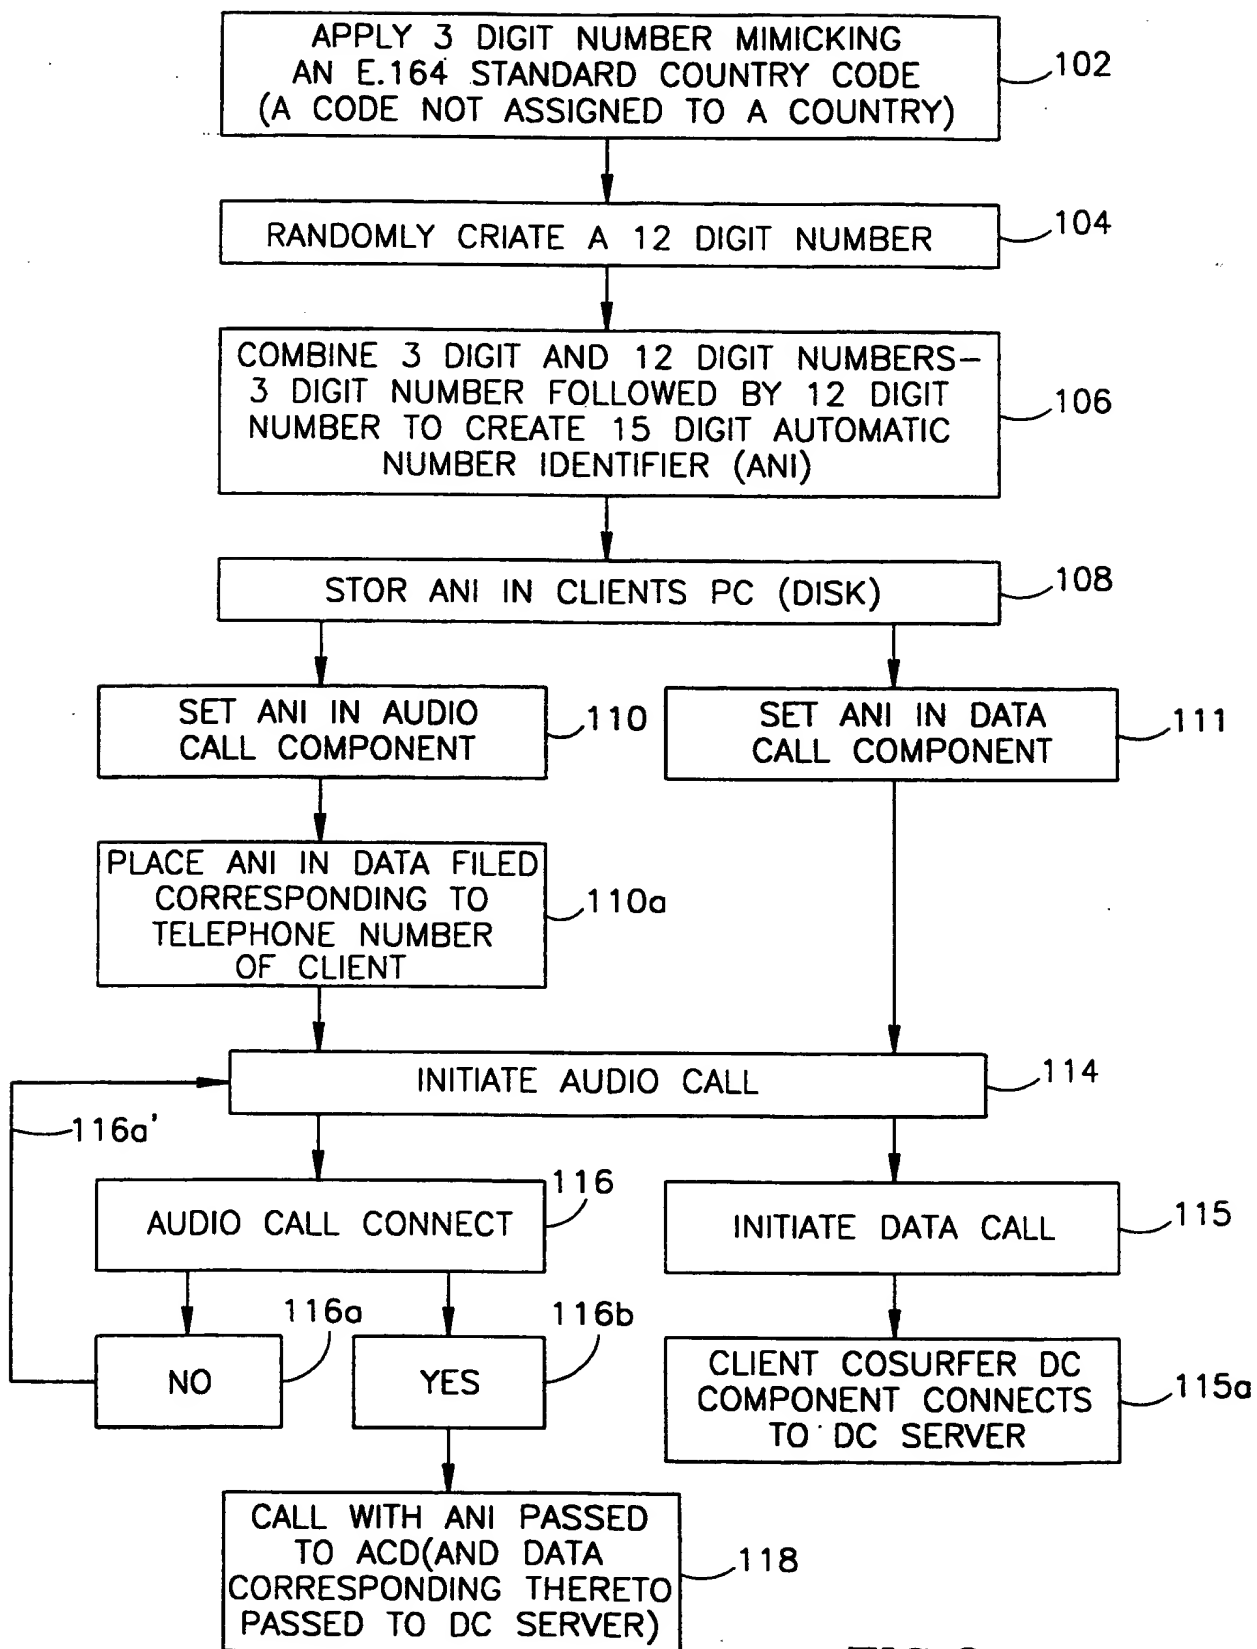 APPLY 3 DIGIT NUMBER MIMICKING
AN E.164 STANDARD COUNTRY CODE
(A CODE NOT ASSIGNED TO A COUNTRY)
102
RANDOMLY CRIATE A 12 DIGIT NUMBER
104
COMBINE 3 DIGIT AND 12 DIGIT NUMBERS-
3 DIGIT NUMBER FOLLOWED BY 12 DIGIT
NUMBER TO CREATE 15 DIGIT AUTOMATIC
NUMBER IDENTIFIER (ANI)
106
STOR ANI IN CLIENTS PC (DISK)
108
SET ANI IN AUDIO
CALL COMPONENT
110
SET ANI IN DATA
CALL COMPONENT
111
PLACE ANI IN DATA FILED
CORRESPONDING TO
TELEPHONE NUMBER
OF CLIENT
110a
INITIATE AUDIO CALL
114
116a'
AUDIO CALL CONNECT
116
INITIATE DATA CALL
115
NO
116a
YES
116b
CLIENT COSURFER DC
COMPONENT CONNECTS
TO DC SERVER
115a
CALL WITH ANI PASSED
TO ACD(AND DATA
CORRESPONDING THERETO
PASSED TO DC SERVER)
118